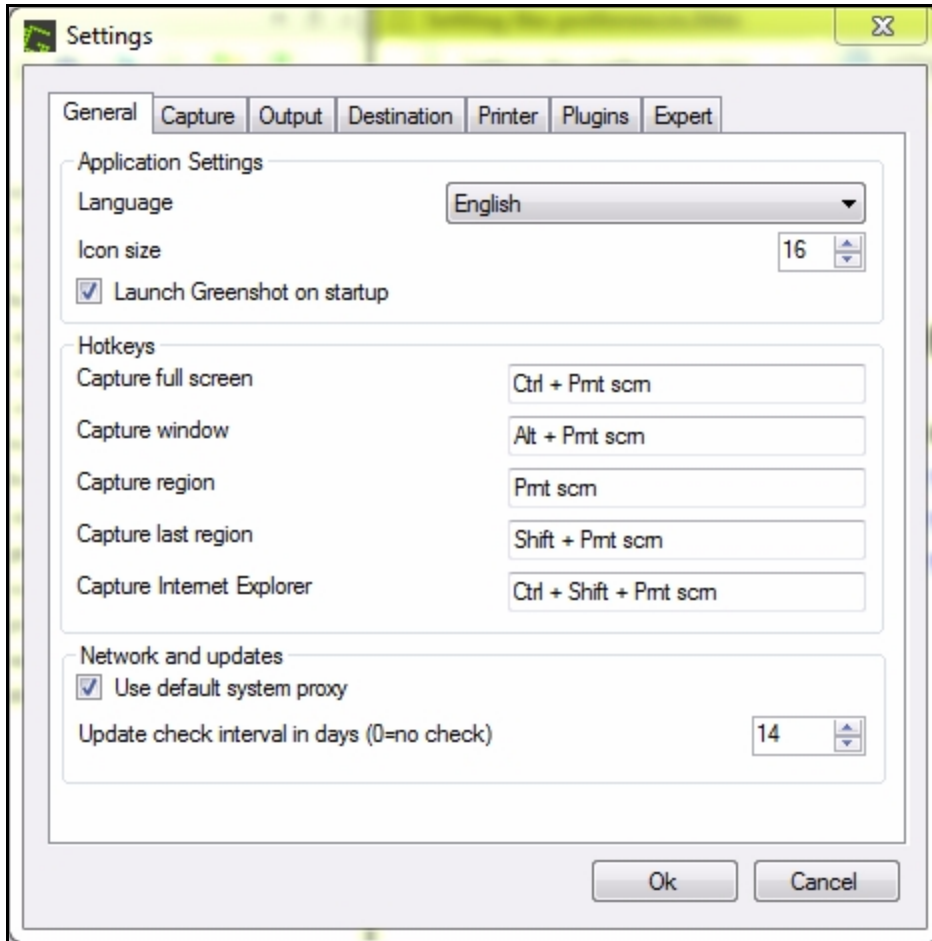 Settings
General Capture Output Destination Printer Plugins Expert
Application Settings
Language English
Icon size 16
Launch Greenshot on startup
Hotkeys
Capture full screen Ctrl + Prnt scrn
Capture window Alt + Prnt scrn
Capture region Prnt scrn
Capture last region Shift + Prnt scrn
Capture Internet Explorer Ctrl + Shift + Prnt scrn
Network and updates
Use default system proxy
Update check interval in days (0=no check) 14
Ok Cancel